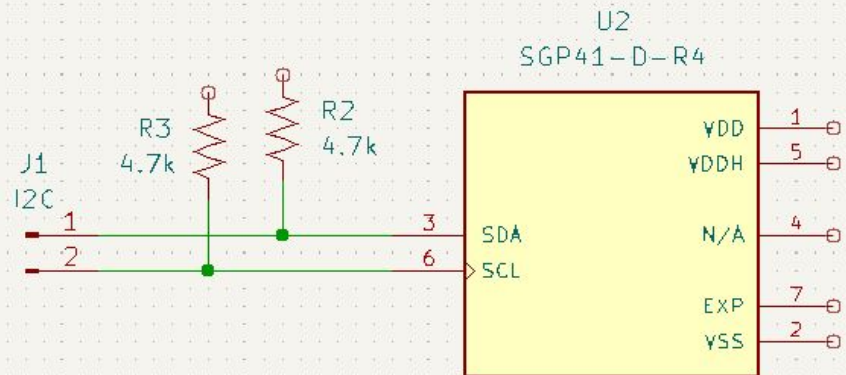 U2
SGP41-D-R4
R3
4.7k
R2
4.7k
J1
I2C
1
2
3 SDA
6 SCL
VDD 1
VDDH 5
N/A 4
EXP 7
VSS 2